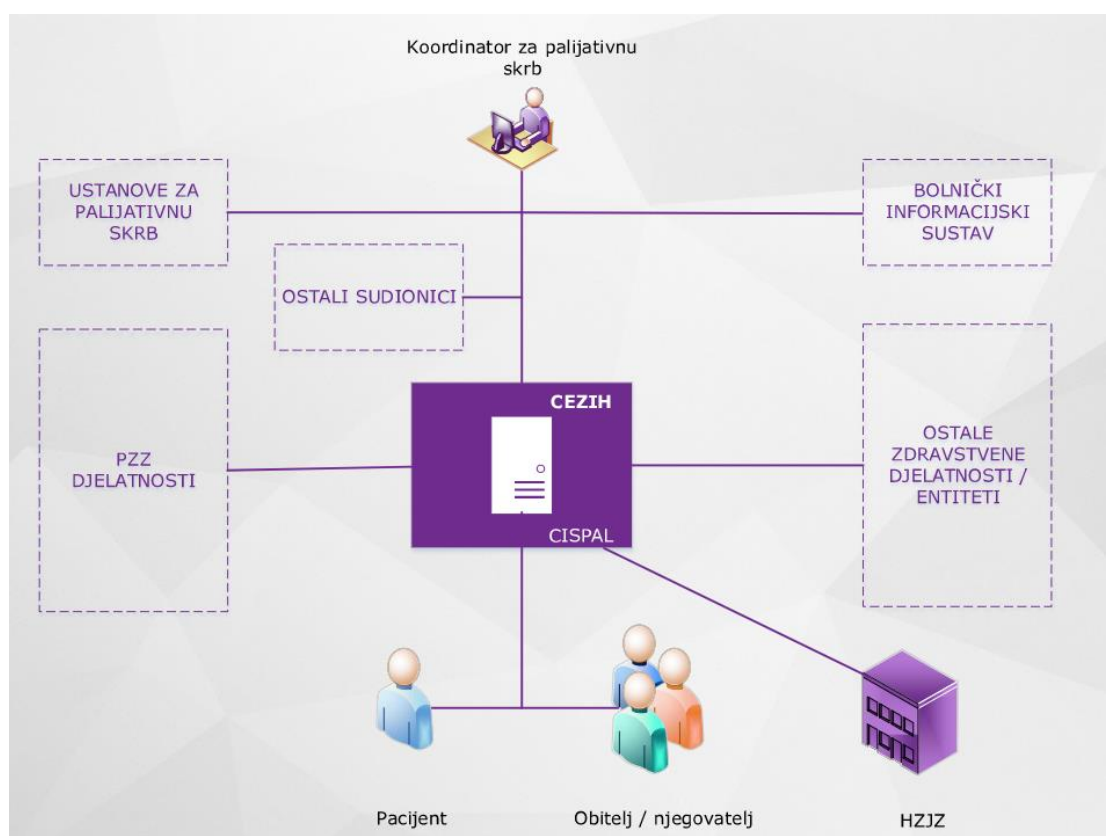 Koordinator za palijativnu
skrb
USTANOVE ZA
PALIJATIVNU
SKRB
BOLNIČKI
INFORMACIJSKI
SUSTAV
OSTALI SUDIONICI
PZZ
DJELATNOSTI
CEZIH
CISPAL
OSTALE
ZDRAVSTVENE
DJELATNOSTI /
ENTITETI
Pacijent
Obitelj / njegovatelj
HZJZ